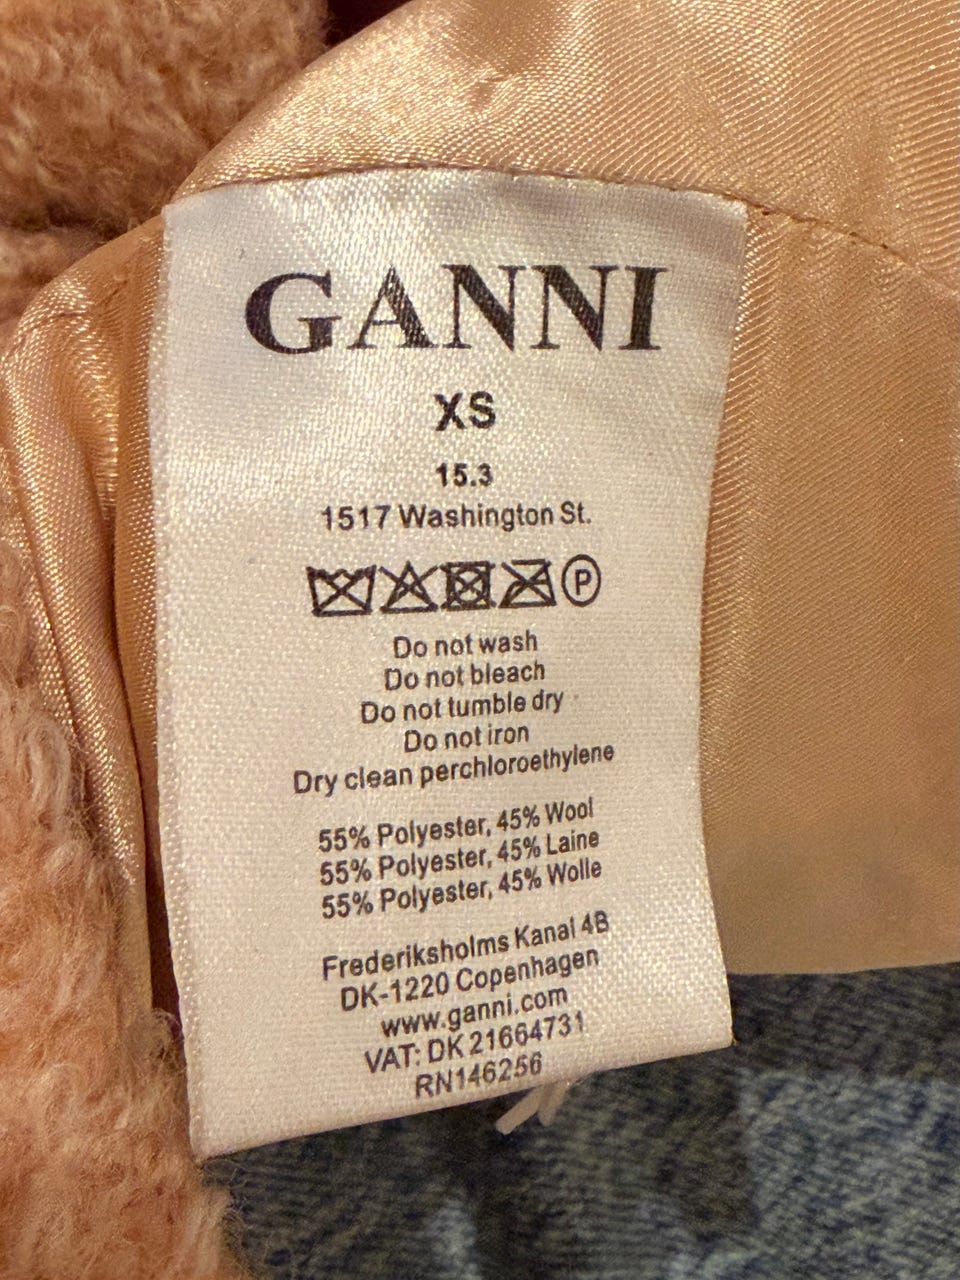 GANNI
XS
15.3
1517 Washington St.
P
Do not wash
Do not bleach
Do not tumble dry
Do not iron
Dry clean perchloroethylene
55% Polyester, 45% Wool
55% Polyester, 45% Laine
55% Polyester, 45% Wolle
Frederiksholms Kanal 4B
DK-1220 Copenhagen
www.ganni.com
VAT: DK 21664731
RN146256